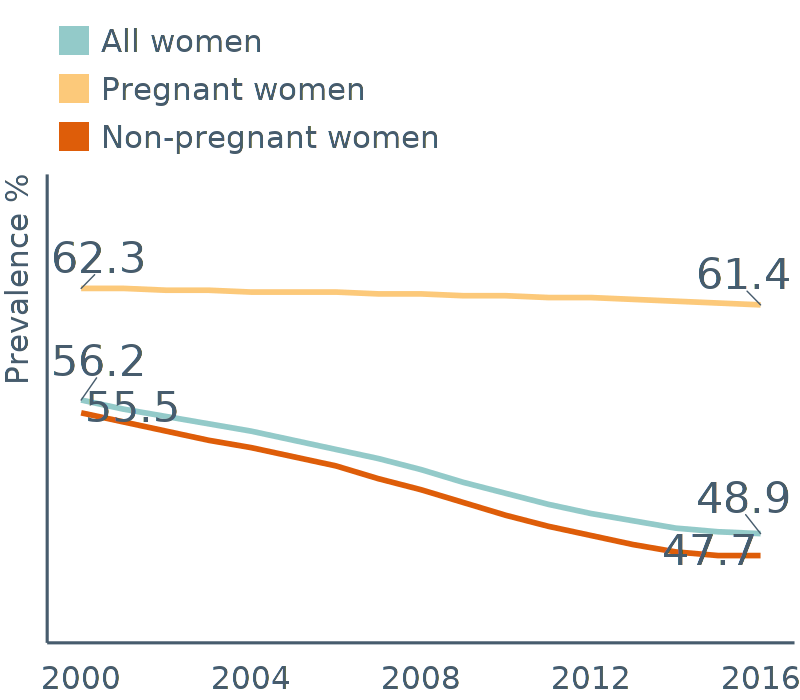 All women
Pregnant women
Non-pregnant women
Prevalence %
62.3
61.4
56.2
55.5
48.9
47.7
2000 2004 2008 2012 2016